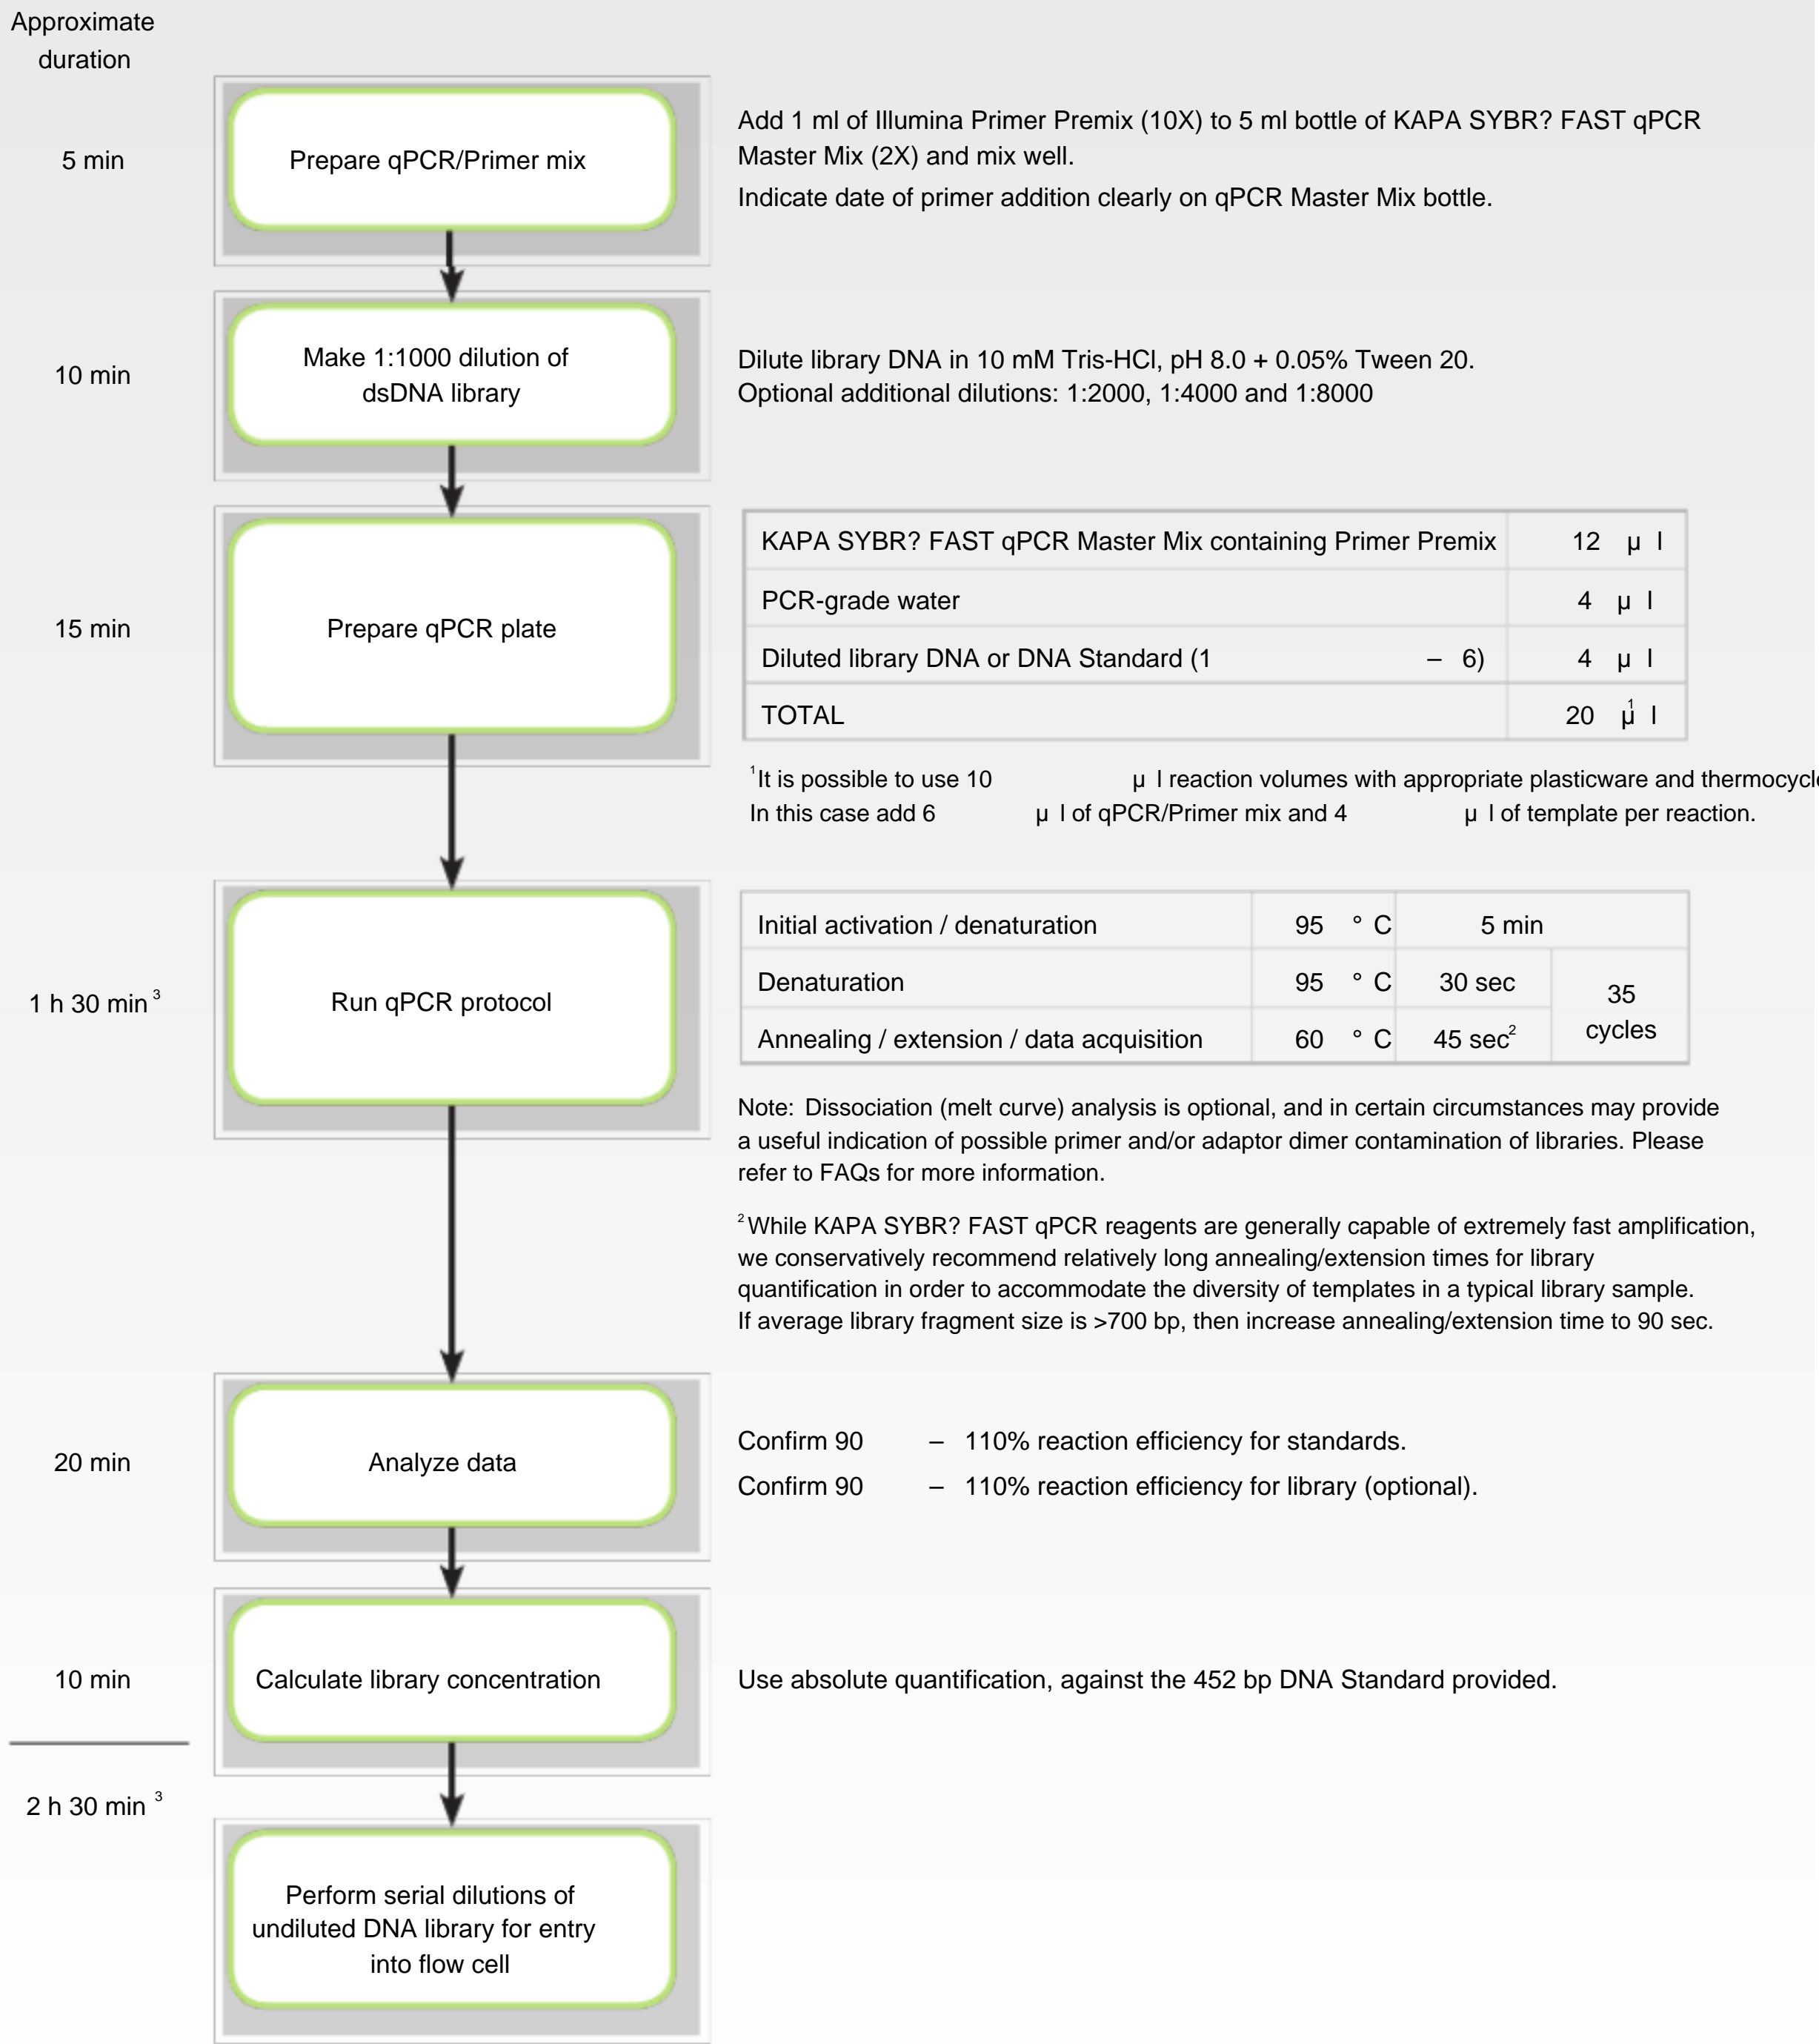 Approximate
duration
5 min
Prepare qPCR/Primer mix
Add 1 ml of Illumina Primer Premix (10X) to 5 ml bottle of KAPA SYBR? FAST qPCR
Master Mix (2X) and mix well.
Indicate date of primer addition clearly on qPCR Master Mix bottle.
10 min
Make 1:1000 dilution of
dsDNA library
Dilute library DNA in 10 mM Tris-HCl, pH 8.0 + 0.05% Tween 20.
Optional additional dilutions: 1:2000, 1:4000 and 1:8000
15 min
Prepare qPCR plate
KAPA SYBR? FAST qPCR Master Mix containing Primer Premix 12 µ l
PCR-grade water 4 µ l
Diluted library DNA or DNA Standard (1 – 6) 4 µ l
TOTAL 20 µ 1 l
1 It is possible to use 10 µ l reaction volumes with appropriate plasticware and
In this case add 6 µ l of qPCR/Primer mix and 4 µ l of template per reaction.
1 h 30 min 3
Run qPCR protocol
Initial activation / denaturation 95 ° C 5 min
Denaturation 95 ° C 30 sec
Annealing / extension / data acquisition 60 ° C 45 sec2
35
cycles
Note: Dissociation (melt curve) analysis is optional, and in certain circumstances may provide
a useful indication of possible primer and/or adaptor dimer contamination of libraries. Please
refer to FAQs for more information.
2 While KAPA SYBR? FAST qPCR reagents are generally capable of extremely fast amplification,
we conservatively recommend relatively long annealing/extension times for library
quantification in order to accommodate the diversity of templates in a typical library sample.
If average library fragment size is >700 bp, then increase annealing/extension time to 90 sec.
20 min
Analyze data
Confirm 90 – 110% reaction efficiency for standards.
Confirm 90 – 110% reaction efficiency for library (optional).
10 min
Calculate library concentration
Use absolute quantification, against the 452 bp DNA Standard provided.
2 h 30 min 3
Perform serial dilutions of
undiluted DNA library for entry
into flow cell